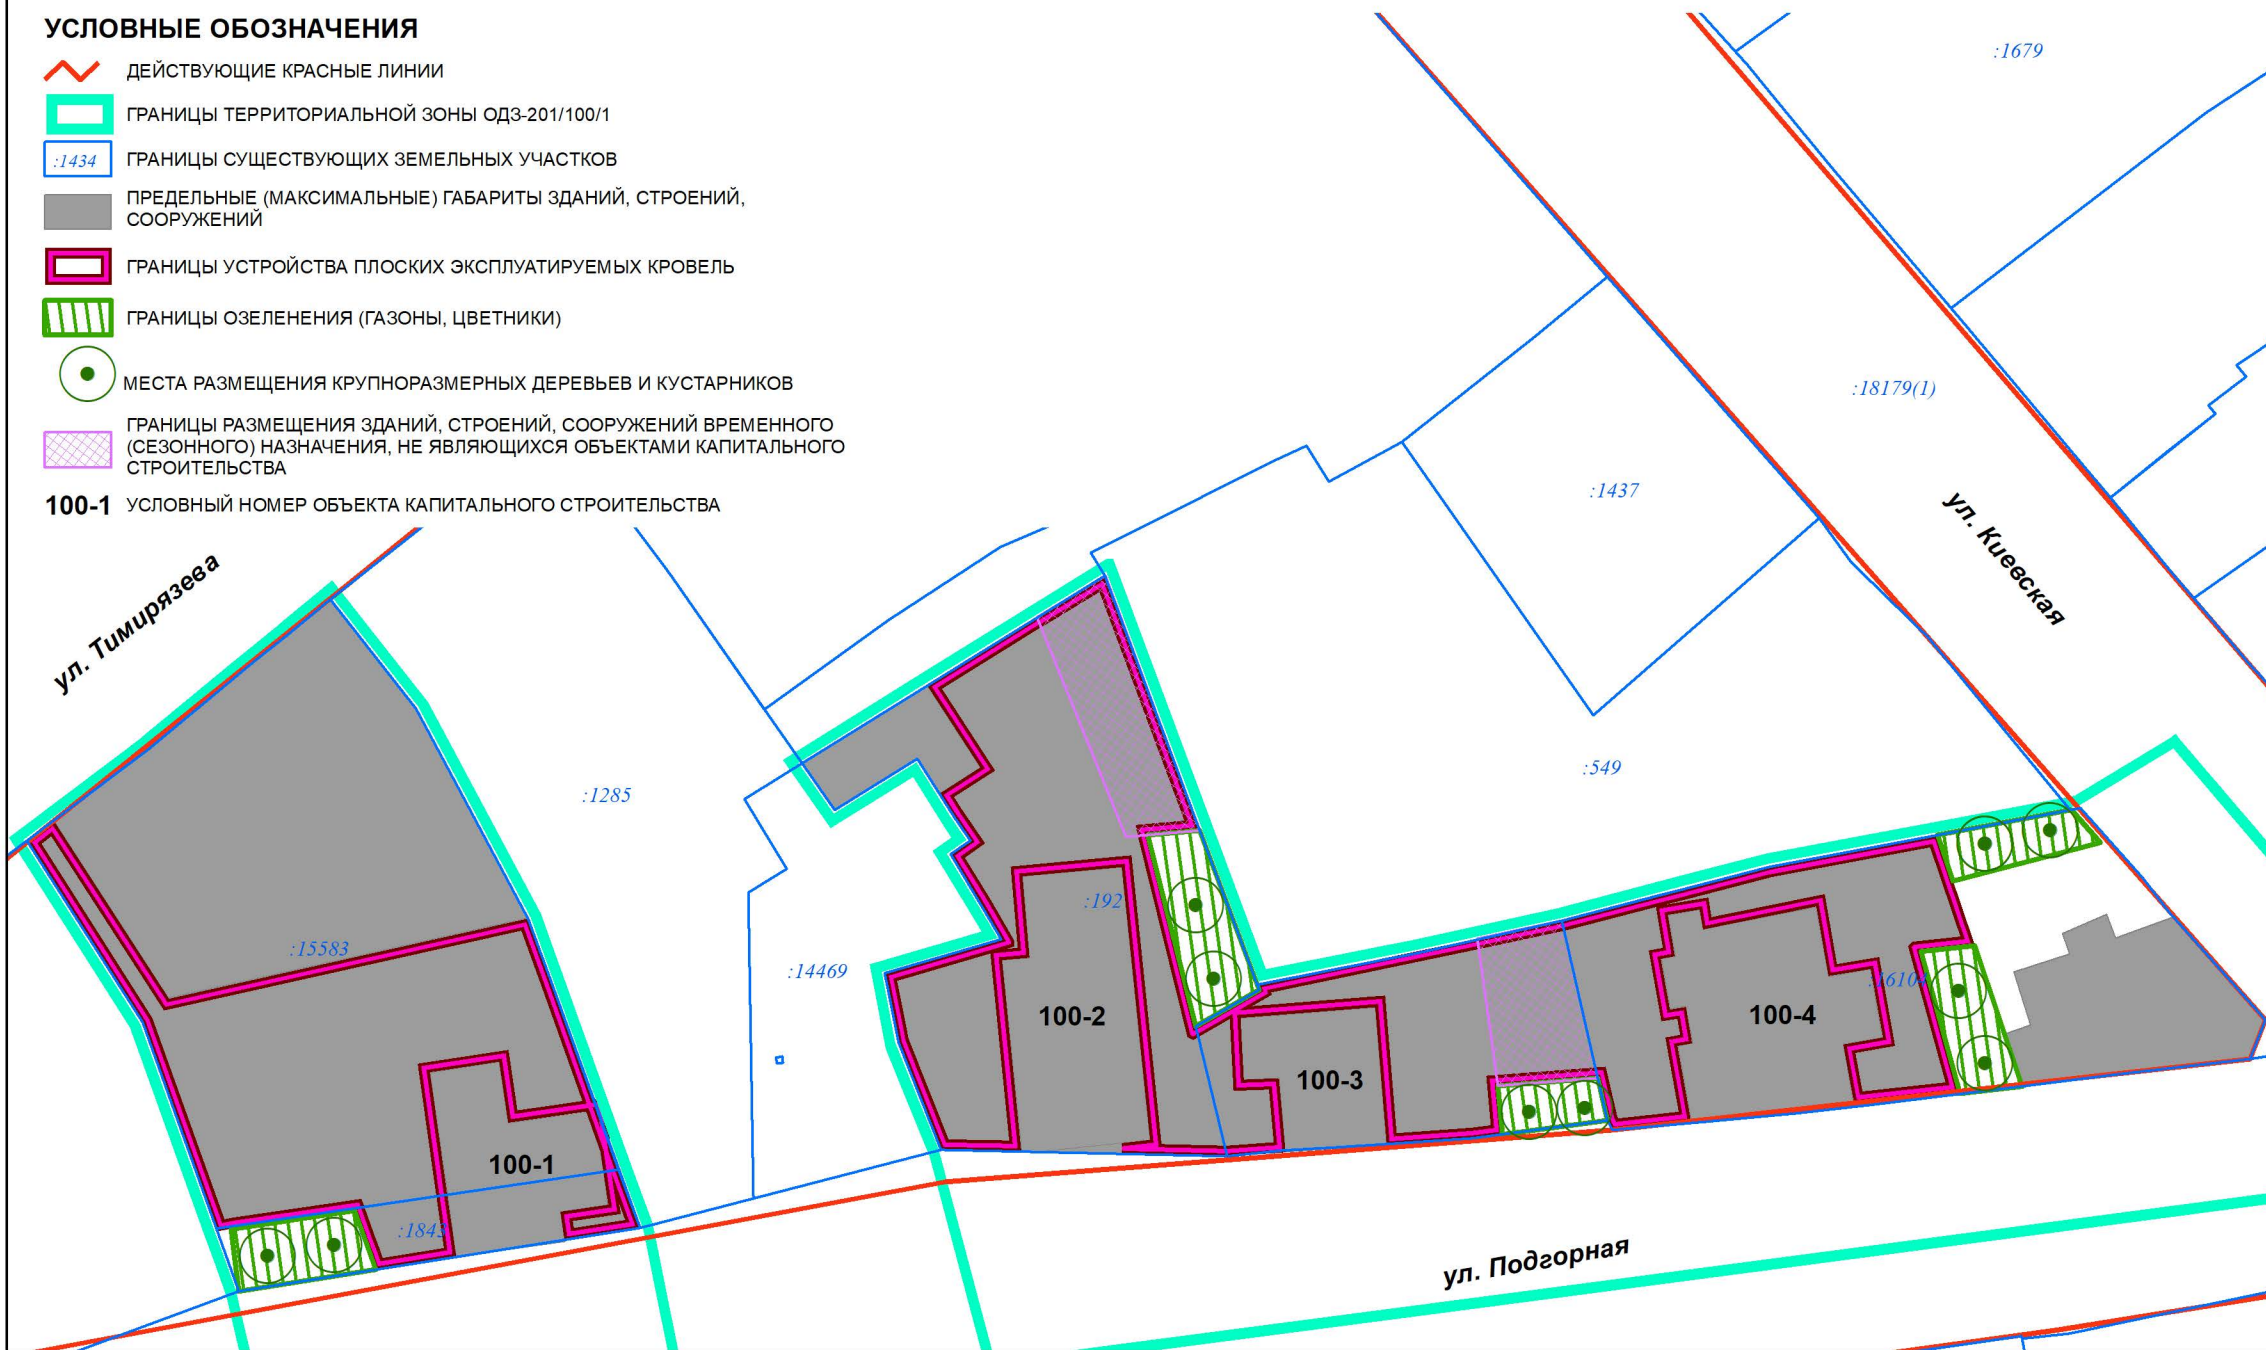 УСЛОВНЫЕ ОБОЗНАЧЕНИЯ
ДЕЙСТВУЮЩИЕ КРАСНЫЕ ЛИНИИ
ГРАНИЦЫ ТЕРРИТОРИАЛЬНОЙ ЗОНЫ ОДЗ-201/100/1
:1434 ГРАНИЦЫ СУЩЕСТВУЮЩИХ ЗЕМЕЛЬНЫХ УЧАСТКОВ
ПРЕДЕЛЬНЫЕ (МАКСИМАЛЬНЫЕ) ГАБАРИТЫ ЗДАНИЙ, СТРОЕНИЙ,
СООРУЖЕНИЙ
ГРАНИЦЫ УСТРОЙСТВА ПЛОСКИХ ЭКСПЛУАТИРУЕМЫХ КРОВЕЛЬ
ГРАНИЦЫ ОЗЕЛЕНЕНИЯ (ГАЗОНЫ, ЦВЕТНИКИ)
МЕСТА РАЗМЕЩЕНИЯ КРУПНОРАЗМЕРНЫХ ДЕРЕВЬЕВ И КУСТАРНИКОВ
ГРАНИЦЫ РАЗМЕЩЕНИЯ ЗДАНИЙ, СТРОЕНИЙ, СООРУЖЕНИЙ ВРЕМЕННОГО
(СЕЗОННОГО) НАЗНАЧЕНИЯ, НЕ ЯВЛЯЮЩИХСЯ ОБЪЕКТАМИ КАПИТАЛЬНОГО
СТРОИТЕЛЬСТВА
100-1 УСЛОВНЫЙ НОМЕР ОБЪЕКТА КАПИТАЛЬНОГО СТРОИТЕЛЬСТВА
:1679
:18179(1)
:1437
ул. Киевская
ул. Тимирязева
:549
:1285
:192
:15583
:14469
100-2
100-4
100-3
100-1
ул. Подгорная